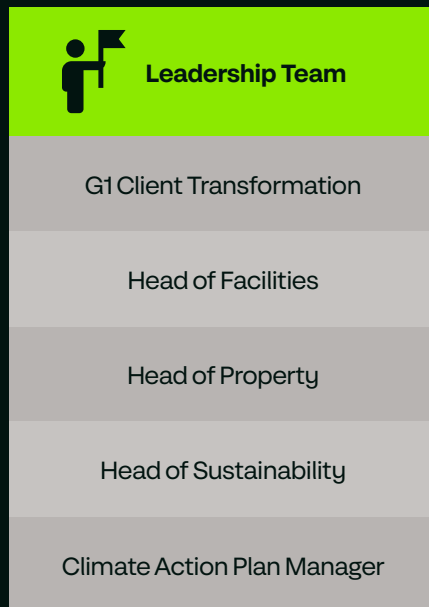 Leadership Team
G1 Client Transformation
Head of Facilities
Head of Property
Head of Sustainability
Climate Action Plan Manager